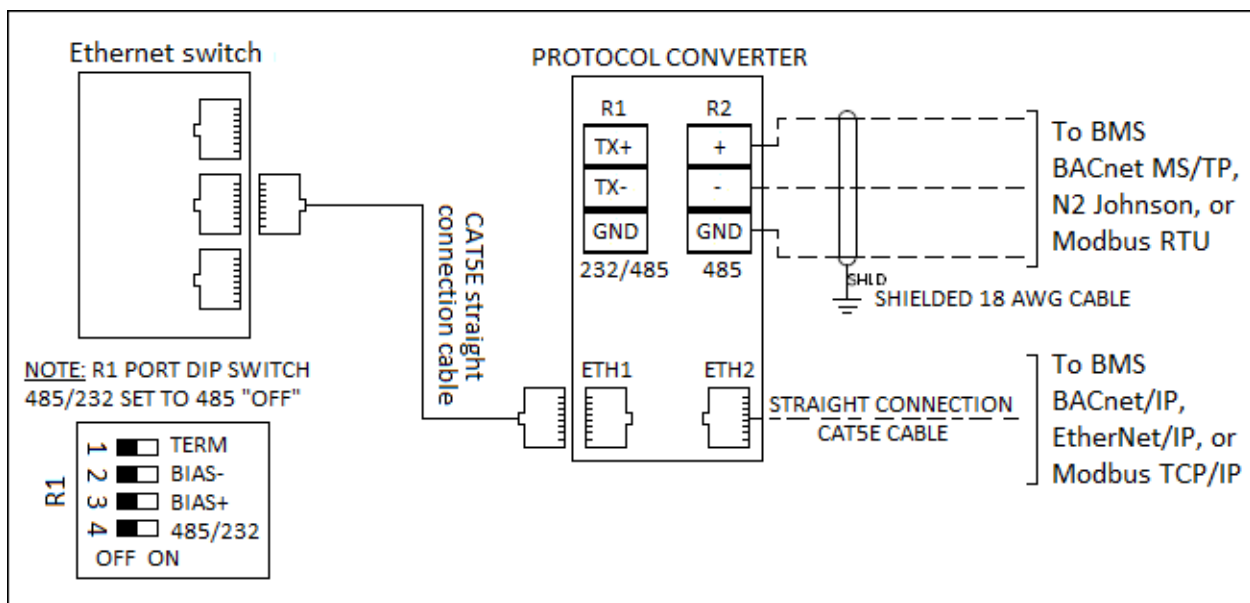 Ethernet switch
PROTOCOL CONVERTER
R1
R2
TX+
+
TX-
-
GND
GND
232/485
485
To BMS
BACnet MS/TP,
N2 Johnson, or
Modbus RTU
SHLD
SHIELDED 18 AWG CABLE
CAT5E straight
connection cable
NOTE: R1 PORT DIP SWITCH
485/232 SET TO 485 "OFF"
R1
1 TERM
2 BIAS-
3 BIAS+
4 485/232
OFF ON
ETH1
ETH2
STRAIGHT CONNECTION
CAT5E CABLE
To BMS
BACnet/IP,
EtherNet/IP, or
Modbus TCP/IP